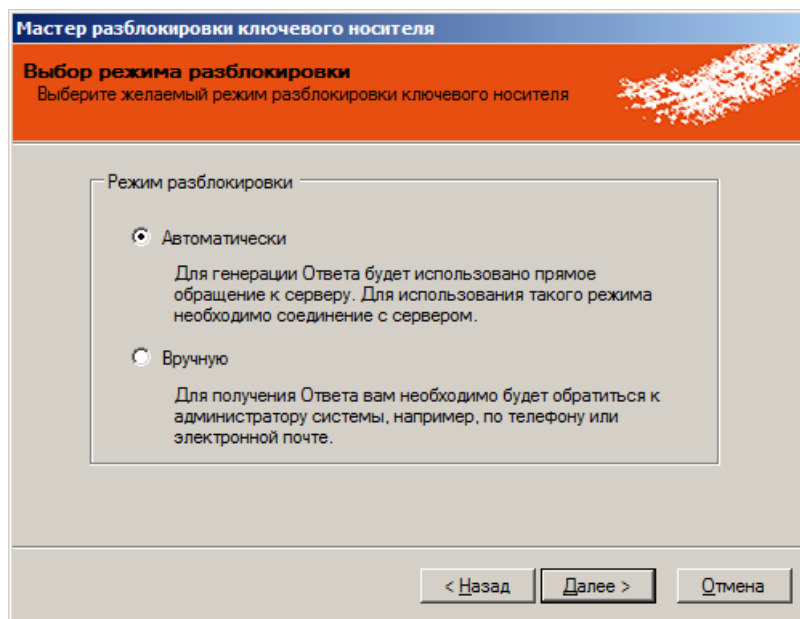 Мастер разблокировки ключевого носителя
Выбор режима разблокировки
Выберите желаемый режим разблокировки ключевого носителя
Режим разблокировки
Автоматически
Для генерации Ответа будет использовано прямое
обращение к серверу. Для использования такого режима
необходимо соединение с сервером.
Вручную
Для получения Ответа вам необходимо будет обратиться к
администратору системы, например, по телефону или
электронной почте.
< Назад
Далее >
Отмена